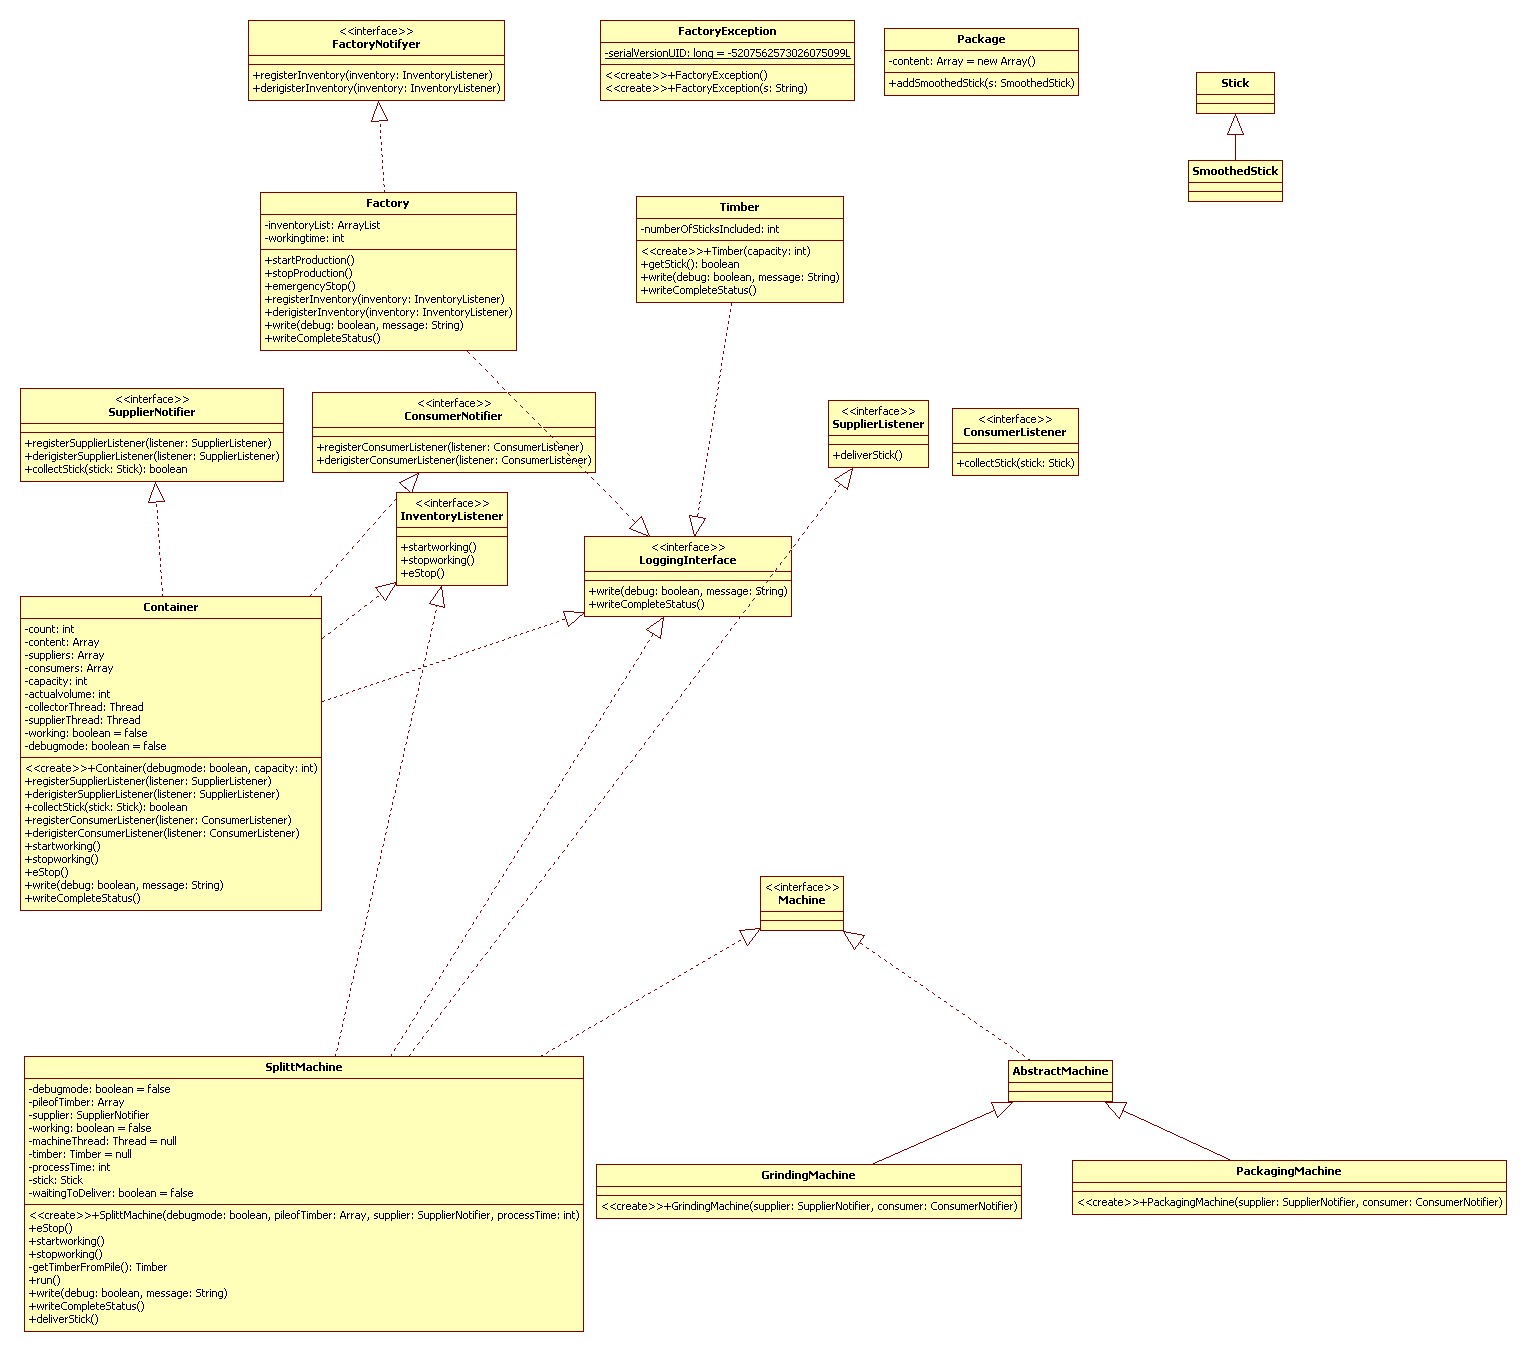 <<interface>>
FactoryNotifyer
+registerInventory(inventory: InventoryListener)
+derigisterInventory(inventory: InventoryListener)
FactoryException
-serialVersionUID: long = -5207562573026075099L
<<create>>+FactoryException()
<<create>>+FactoryException(s: String)
Package
-content: Array = new Array()
+addSmoothedStick(s: SmoothedStick)
Stick
SmoothedStick
Factory
-inventoryList: ArrayList
-workingtime: int
+startProduction()
+stopProduction()
+emergencyStop()
+registerInventory(inventory: InventoryListener)
+derigisterInventory(inventory: InventoryListener)
+write(debug: boolean, message: String)
+writeCompleteStatus()
Timber
-numberOfSticksIncluded: int
<<create>>+Timber(capacity: int)
+getStick(): boolean
+write(debug: boolean, message: String)
+writeCompleteStatus()
<<interface>>
SupplierNotifier
+registerSupplierListener(listener: SupplierListener)
+derigisterSupplierListener(listener: SupplierListener)
+collectStick(stick: Stick): boolean
<<interface>>
ConsumerNotifier
+registerConsumerListener(listener: ConsumerListener)
+derigisterConsumerListener(listener: ConsumerListener)
<<interface>>
SupplierListener
+deliverStick()
<<interface>>
ConsumerListener
+collectStick(stick: Stick)
<<interface>>
InventoryListener
+startworking()
+stopworking()
+eStop()
<<interface>>
LoggingInterface
+write(debug: boolean, message: String)
+writeCompleteStatus()
Container
-count: int
-content: Array
-suppliers: Array
-consumers: Array
-capacity: int
-actualvolume: int
-collectorThread: Thread
-supplierThread: Thread
-working: boolean = false
-debugmode: boolean = false
<<create>>+Container(debugmode: boolean, capacity: int)
+registerSupplierListener(listener: SupplierListener)
+derigisterSupplierListener(listener: SupplierListener)
+collectStick(stick: Stick): boolean
+registerConsumerListener(listener: ConsumerListener)
+derigisterConsumerListener(listener: ConsumerListener)
+startworking()
+stopworking()
+eStop()
+write(debug: boolean, message: String)
+writeCompleteStatus()
<<interface>>
Machine
SplittMachine
-debugmode: boolean = false
-pileofTimber: Array
-supplier: SupplierNotifier
-working: boolean = false
-machineThread: Thread = null
-timber: Timber = null
-processTime: int
-stick: Stick
-waitingToDeliver: boolean = false
<<create>>+SplittMachine(debugmode: boolean, pileofTimber: Array, supplier: SupplierNotifier, processTime: int)
+eStop()
+startworking()
+stopworking()
-getTimberFromPile(): Timber
+run()
+write(debug: boolean, message: String)
+writeCompleteStatus()
+deliverStick()
AbstractMachine
GrindingMachine
<<create>>+GrindingMachine(supplier: SupplierNotifier, consumer: ConsumerNotifier)
PackagingMachine
<<create>>+PackagingMachine(supplier: SupplierNotifier, consumer: ConsumerNotifier)